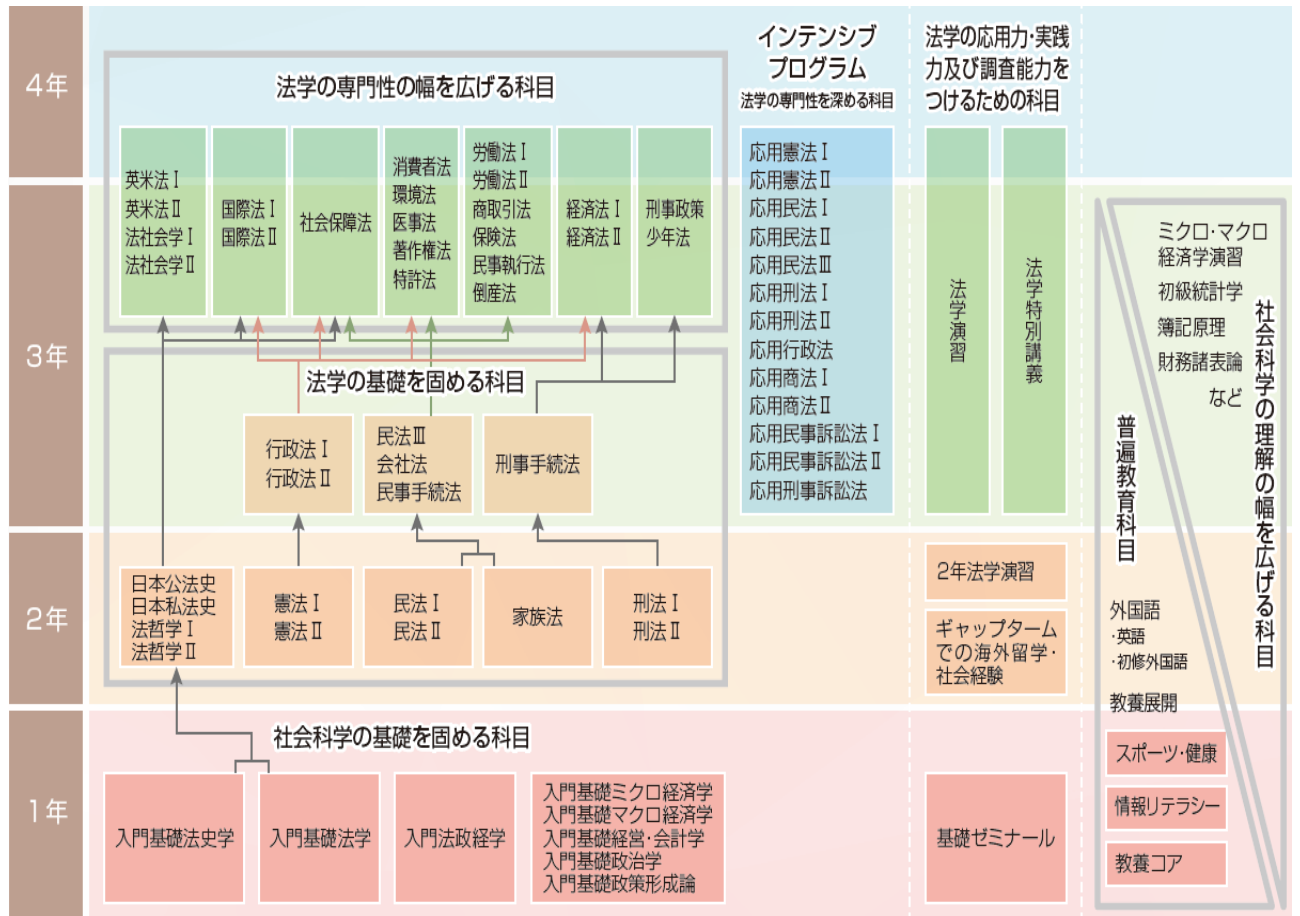 4年
法学の専門性の幅を広げる科目
英米法Ⅰ
英米法Ⅱ
法社会学Ⅰ
法社会学Ⅱ
国際法Ⅰ
国際法Ⅱ
社会保障法
消費者法
環境法
医事法
著作権法
特許法
労働法Ⅰ
労働法Ⅱ
商取引法
保険法
民事執行法
倒産法
経済法Ⅰ
経済法Ⅱ
刑事政策
少年法
インテンシブ
プログラム
法学の専門性を深める科目
応用憲法Ⅰ
応用憲法Ⅱ
応用民法Ⅰ
応用民法Ⅱ
応用民法Ⅲ
応用刑法Ⅰ
応用刑法Ⅱ
応用行政法
応用商法Ⅰ
応用商法Ⅱ
応用民事訴訟法Ⅰ
応用民事訴訟法Ⅱ
応用刑事訴訟法
法学の応用力・実践
力及び調査能力を
つけるための科目
法学演習
法学特別講義
3年
法学の基礎を固める科目
行政法Ⅰ
行政法Ⅱ
民法Ⅲ
会社法
民事手続法
刑事手続法
ミクロ・マクロ
経済学演習
初級統計学
簿記原理
財務諸表論
など
社会科学の理解の幅を広げる科目
普遍教育科目
2年
日本公法史
日本私法史
法哲学Ⅰ
法哲学Ⅱ
憲法Ⅰ
憲法Ⅱ
民法Ⅰ
民法Ⅱ
家族法
刑法Ⅰ
刑法Ⅱ
2年法学演習
ギャップターム
での海外留学・
社会経験
外国語
・英語
・初修外国語
教養展開
1年
社会科学の基礎を固める科目
入門基礎法史学
入門基礎法学
入門法政経学
入門基礎ミクロ経済学
入門基礎マクロ経済学
入門基礎経営・会計学
入門基礎政治学
入門基礎政策形成論
基礎ゼミナール
スポーツ・健康
情報リテラシー
教養コア